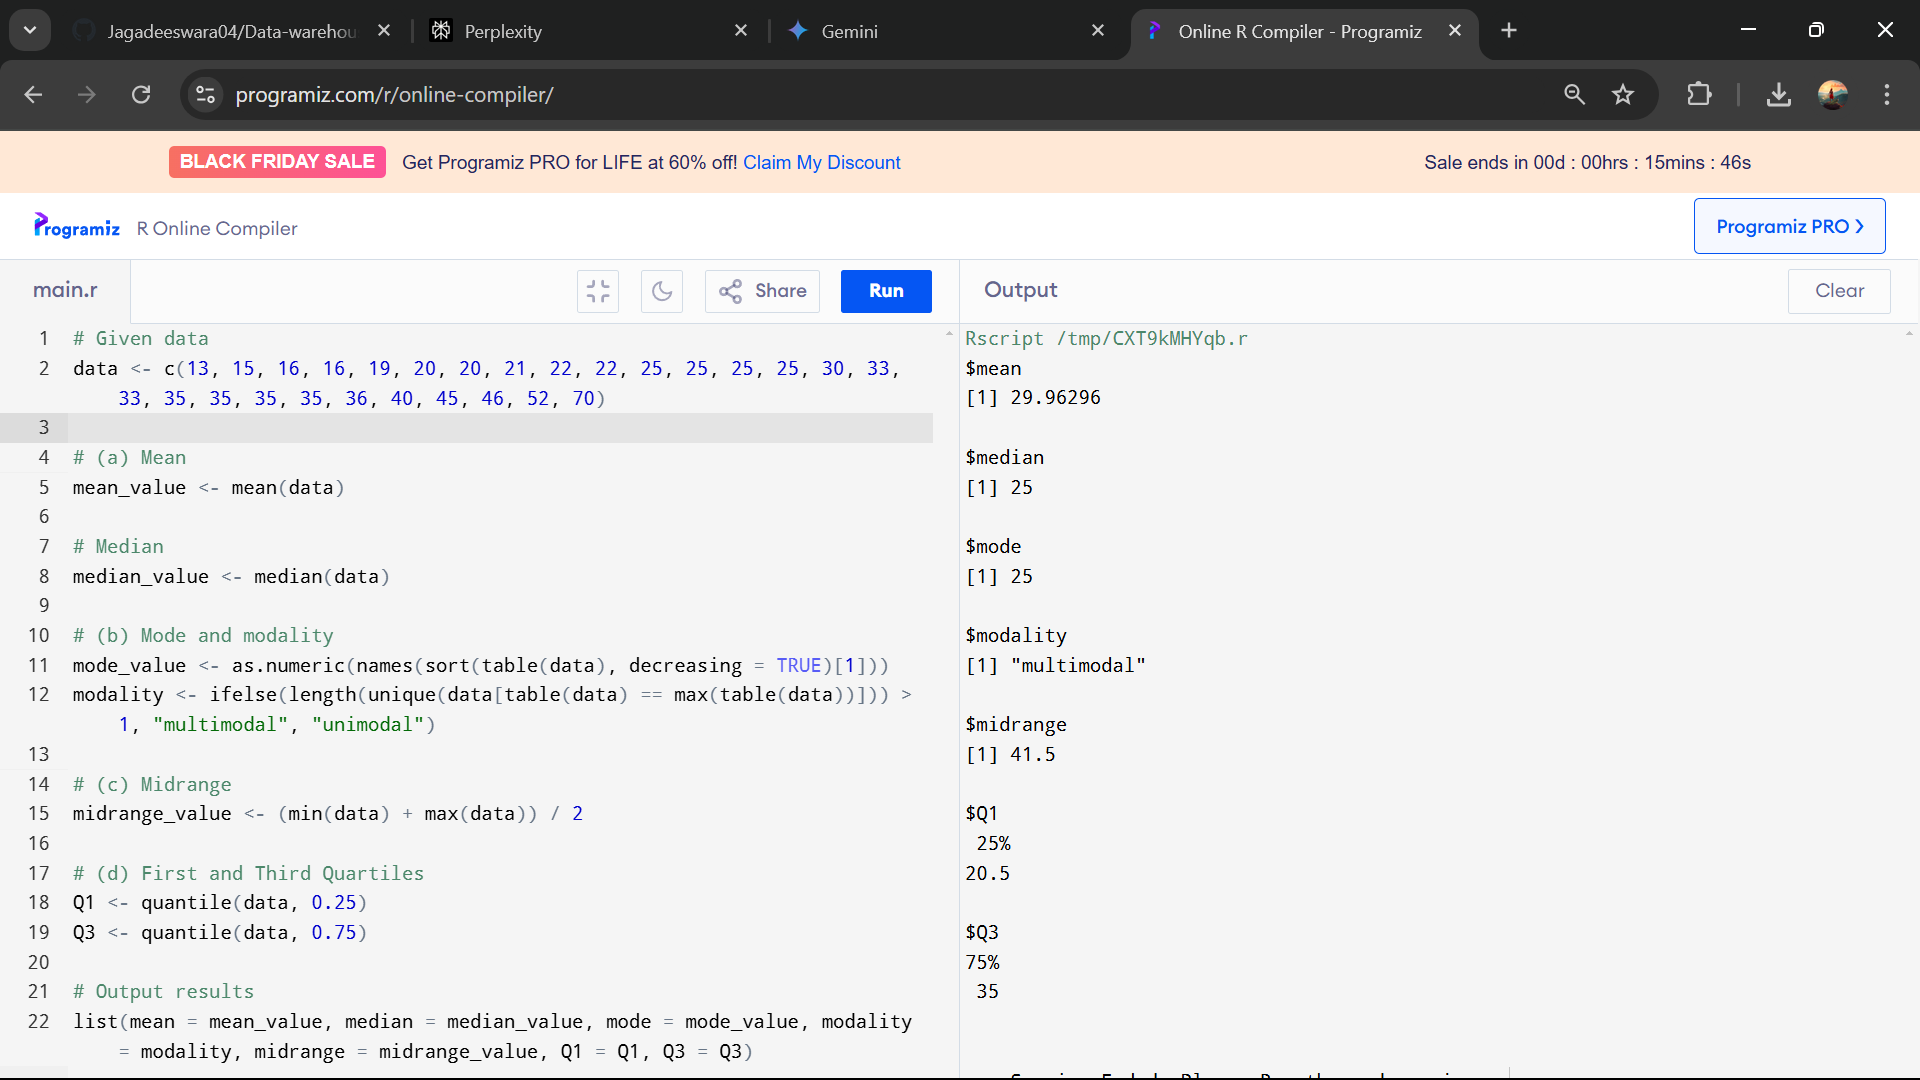 Jagadeeswara04/Data-warehou
Perplexity
Gemini
Online R Compiler - Programiz
programiz.com/r/online-compiler/
BLACK FRIDAY SALE Get Programiz PRO for LIFE at 60% off! Claim My Discount
Sale ends in 00d : 00hrs : 15mins : 46s
Programiz R Online Compiler
Programiz PRO
main.r
Share
Run
Output
Clear
1 # Given data
2 data <- c(13, 15, 16, 16, 19, 20, 20, 21, 22, 22, 25, 25, 25, 25, 30, 33,
33, 35, 35, 35, 35, 36, 40, 45, 46, 52, 70)
3
4 # (a) Mean
5 mean_value <- mean(data)
6
7 # Median
8 median_value <- median(data)
9
10 # (b) Mode and modality
11 mode_value <- as.numeric(names(sort(table(data), decreasing = TRUE)[1]))
12 modality <- ifelse(length(unique(data[table(data) == max(table(data))])) >
1, "multimodal", "unimodal")
13
14 # (c) Midrange
15 midrange_value <- (min(data) + max(data)) / 2
16
17 # (d) First and Third Quartiles
18 Q1 <- quantile(data, 0.25)
19 Q3 <- quantile(data, 0.75)
20
21 # Output results
22 list(mean = mean_value, median = median_value, mode = mode_value, modality
= modality, midrange = midrange_value, Q1 = Q1, Q3 = Q3)
Rscript /tmp/CXT9kMHYqb.r
$mean
[1] 29.96296
$median
[1] 25
$mode
[1] 25
$modality
[1] "multimodal"
$midrange
[1] 41.5
$Q1
25%
20.5
$Q3
75%
35